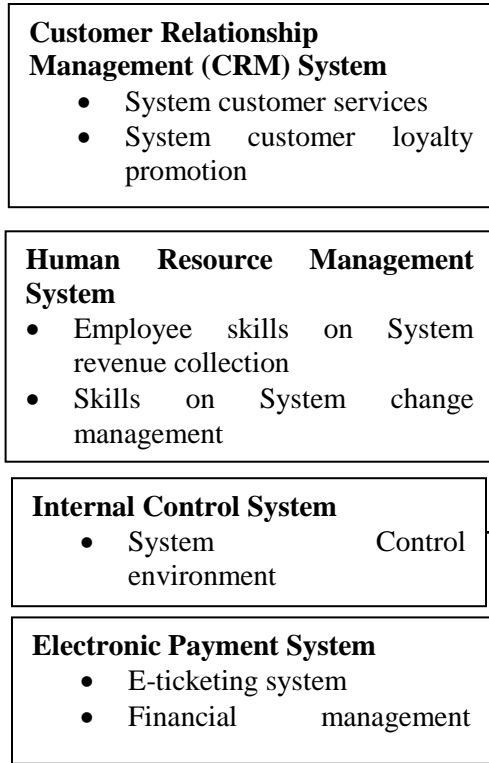 Customer Relationship
Management (CRM) System
• System customer services
• System customer loyalty
promotion
Human Resource Management
System
• Employee skills on System
revenue collection
• Skills on System change
management
Internal Control System
• System Control
environment
Electronic Payment System
• E-ticketing system
• Financial management